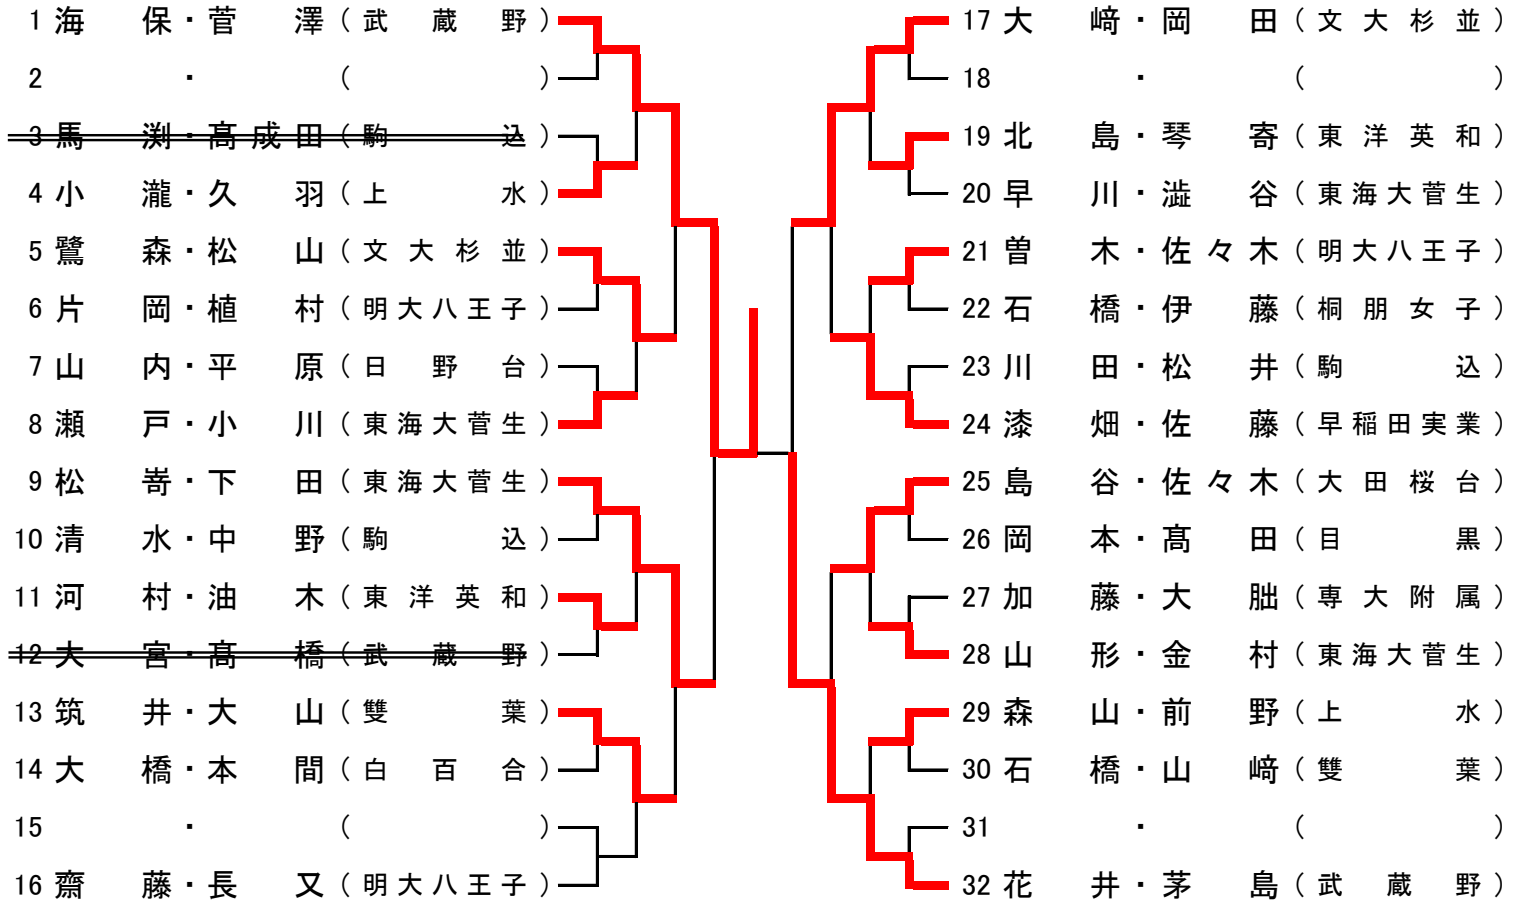 1 海保・菅澤（武蔵野）
2 ・（ ）
3 馬渕・髙成田（駒込）
4 小瀧・久羽（上水）
5 鷺森・松山（文大杉並）
6 片岡・植村（明大八王子）
7 山内・平原（日野台）
8 瀬戸・小川（東海大菅生）
9 松嵜・下田（東海大菅生）
10 清水・中野（駒込）
11 河村・油木（東洋英和）
12 大宮・髙橋（武蔵野）
13 筑井・大山（雙葉）
14 大橋・本間（白百合）
15 ・（ ）
16 齋藤・長又（明大八王子）
17 大﨑・岡田（文大杉並）
18 ・（ ）
19 北島・琴寄（東洋英和）
20 早川・澁谷（東海大菅生）
21 曽木・佐々木（明大八王子）
22 石橋・伊藤（桐朋女子）
23 川田・松井（駒込）
24 漆畑・佐藤（早稲田実業）
25 島谷・佐々木（大田桜台）
26 岡本・髙田（目黒）
27 加藤・大朏（専大附属）
28 山形・金村（東海大菅生）
29 森山・前野（上水）
30 石橋・山﨑（雙葉）
31 ・（ ）
32 花井・茅島（武蔵野）